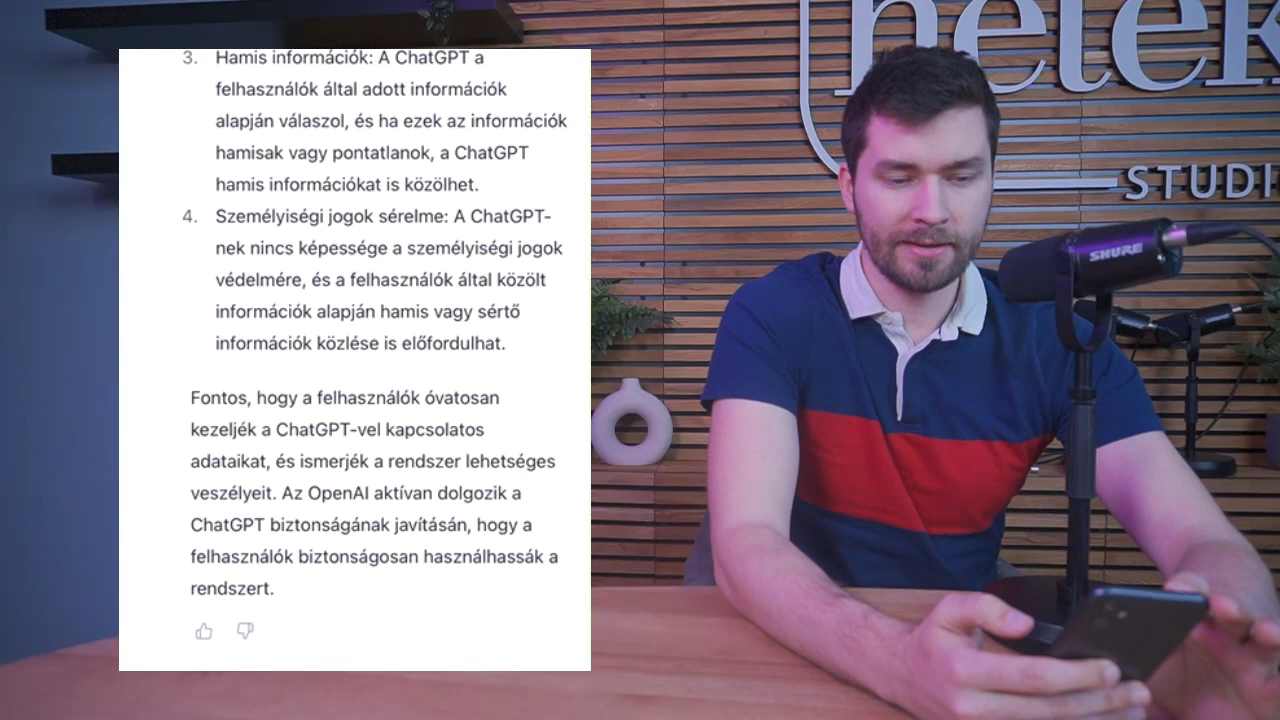 3. Hamis információk: A ChatGPT a
felhasználók által adott információk
alapján válaszol, és ha ezek az információk
hamisak vagy pontatlanok, a ChatGPT
hamis információkat is közölhet.
4. Személyiségi jogok sérelme: A ChatGPT-
nek nincs képessége a személyiségi jogok
védelmére, és a felhasználók által közölt
információk alapján hamis vagy sértő
információk közlése is előfordulhat.
Fontos, hogy a felhasználók óvatosan
kezeljék a ChatGPT-vel kapcsolatos
adataikat, és ismerjék a rendszer lehetséges
veszélyeit. Az OpenAI aktívan dolgozik a
ChatGPT biztonságának javításán, hogy a
felhasználók biztonságosan használhassák a
rendszert.
STUDI
SHURE